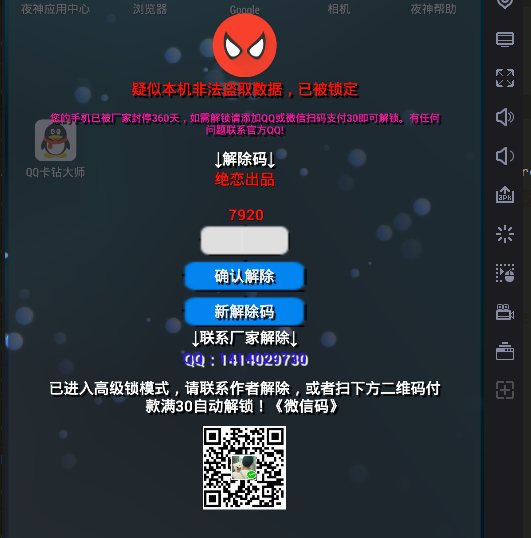 夜神应用中心 浏览器 Google 相机 夜神帮助
疑似本机非法盗取数据，已被锁定
您的手机已被厂家封停360天，如需解锁请添加QQ或微信扫码支付30即可解锁。有任何
问题联系官方QQ!
QQ卡钻大师
↓解除码↓
绝恋出品
7920
确认解除
新解除码
↓联系厂家解除↓
QQ：1414029730
已进入高级锁模式，请联系作者解除，或者扫下方二维码付
款满30自动解锁！《微信码》